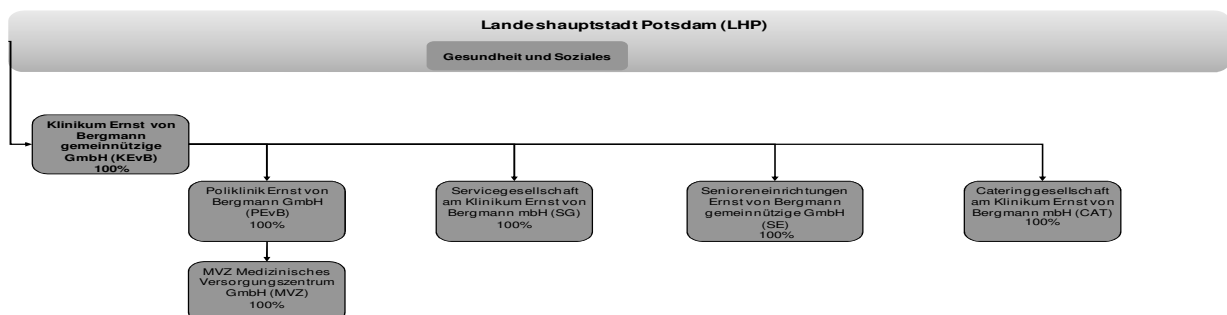 Landeshauptstadt Potsdam (LHP)
Gesundheit und Soziales
Klinikum Ernst von
Bergmann
gemeinnützige
GmbH (KEvB)
100%
Poliklinik Ernst von
Bergmann GmbH
(PEvB)
100%
Servicegesellschaft
am Klinikum Ernst von
Bergmann mbH (SG)
100%
Senioreneinrichtungen
Ernst von Bergmann
gemeinnützige GmbH
(SE)
100%
Cateringgesellschaft
am Klinikum Ernst von
Bergmann mbH (CAT)
100%
MVZ Medizinisches
Versorgungszentrum
GmbH (MVZ)
100%